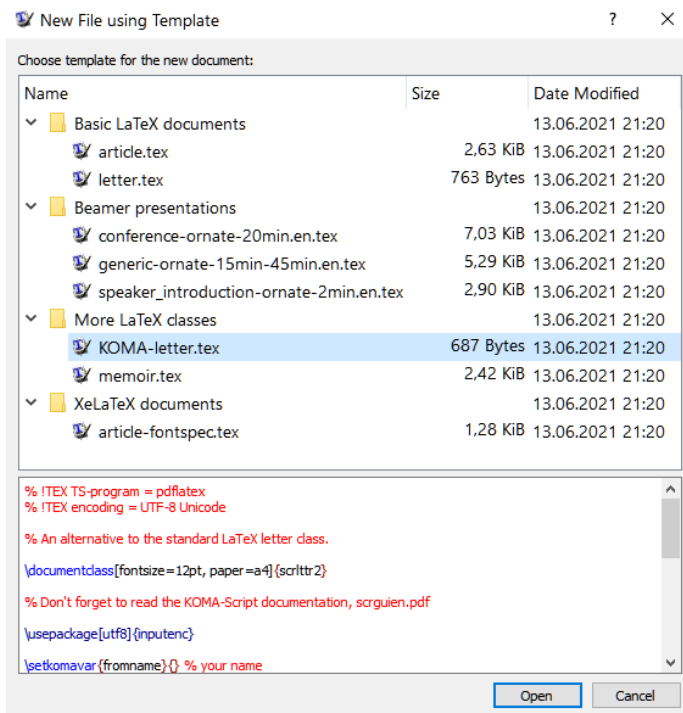 New File using Template ? ×
Choose template for the new document:
Name Size Date Modified
Basic LaTeX documents 13.06.2021 21:20
article.tex 2,63 KiB 13.06.2021 21:20
letter.tex 763 Bytes 13.06.2021 21:20
Beamer presentations 13.06.2021 21:20
conference-ornate-20min.en.tex 7,03 KiB 13.06.2021 21:20
generic-ornate-15min-45min.en.tex 5,29 KiB 13.06.2021 21:20
speaker_introduction-ornate-2min.en.tex 2,90 KiB 13.06.2021 21:20
More LaTeX classes 13.06.2021 21:20
KOMA-letter.tex 687 Bytes 13.06.2021 21:20
memoir.tex 2,42 KiB 13.06.2021 21:20
XeLaTeX documents 13.06.2021 21:20
article-fontspec.tex 1,28 KiB 13.06.2021 21:20
% !TEX TS-program = pdflatex
% !TEX encoding = UTF-8 Unicode
% An alternative to the standard LaTeX letter class.
\documentclass[fontsize=12pt, paper=a4]{scrlttr2}
% Don't forget to read the KOMA-Script documentation, scrguien.pdf
\usepackage[utf8]{inputenc}
\setkomavar{fromname}{} % your name
Open Cancel